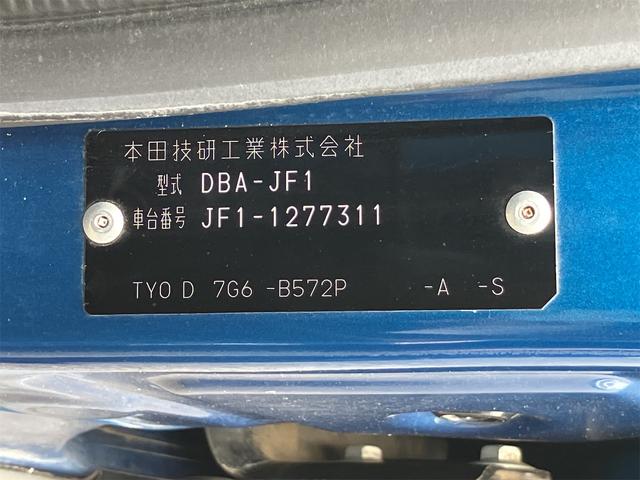 本田技研工業株式会社
型式 DBA-JF1
車台番号 JF1-1277311
TYO D 7G6 -B572P -A -S